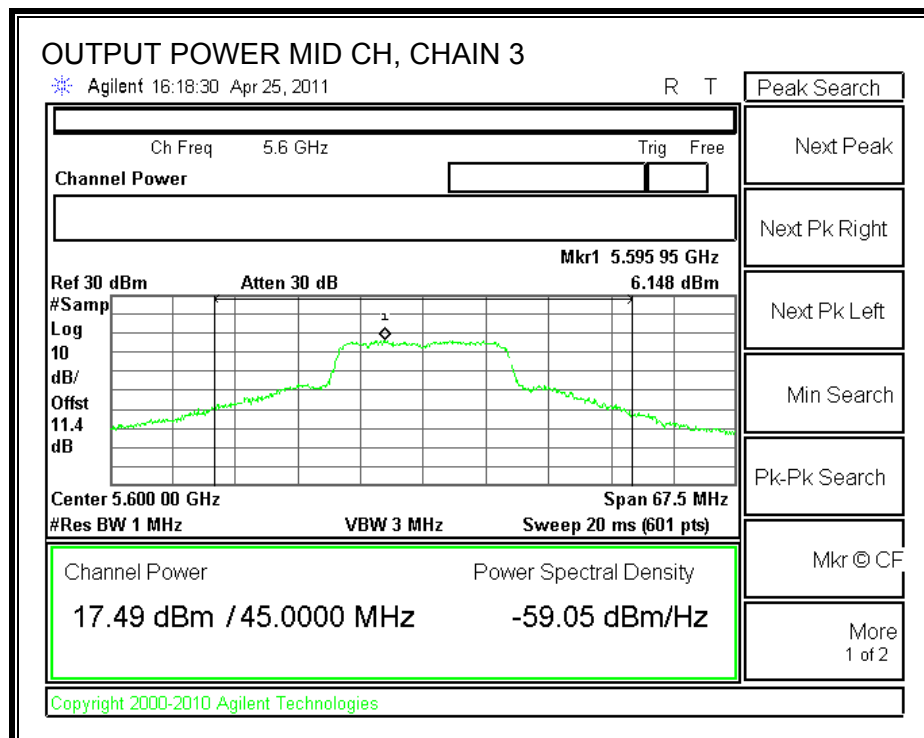 OUTPUT POWER MID CH, CHAIN 3
Agilent 16:18:30 Apr 25, 2011 R T
Peak Search
Ch Freq 5.6 GHz Trig Free
Channel Power
Mkr1 5.595 95 GHz
Ref 30 dBm Atten 30 dB 6.148 dBm
#Samp
Log
10
dB/
Offst
11.4
dB
1
Center 5.600 00 GHz Span 67.5 MHz
#Res BW 1 MHz VBW 3 MHz Sweep 20 ms (601 pts)
Channel Power Power Spectral Density
17.49 dBm / 45.0000 MHz -59.05 dBm/Hz
Next Peak
Next Pk Right
Next Pk Left
Min Search
Pk-Pk Search
Mkr © CF
More
1 of 2
Copyright 2000-2010 Agilent Technologies